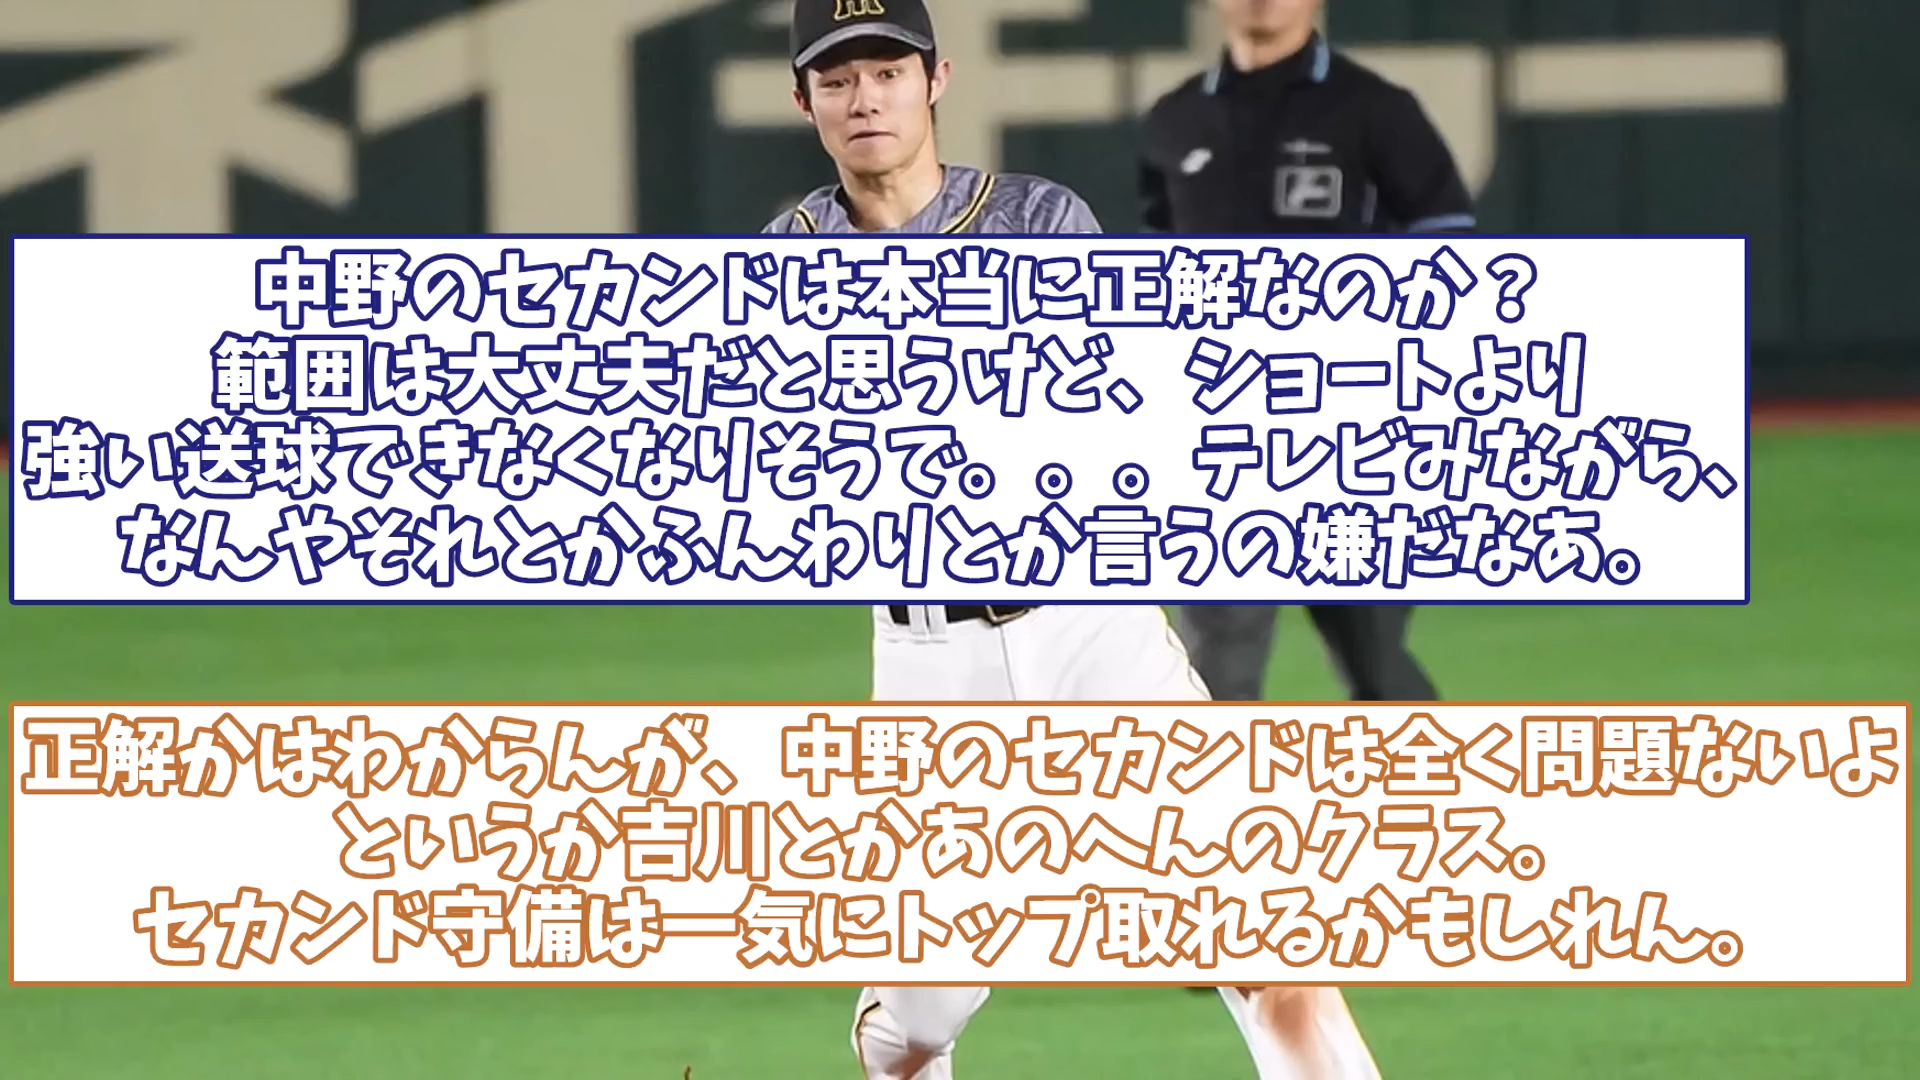 中野のセカンドは本当に正解なのか？
範囲は大丈夫だと思うけど、ショートより
強い送球できなくなりそうで。。。テレビみながら、
なんやそれとかふんわりとか言うの嫌だなあ。
正解かはわからんが、中野のセカンドは全く問題ないよ
というか吉川とかあのへんのクラス。
セカンド守備は一気にトップ取れるかもしれん。